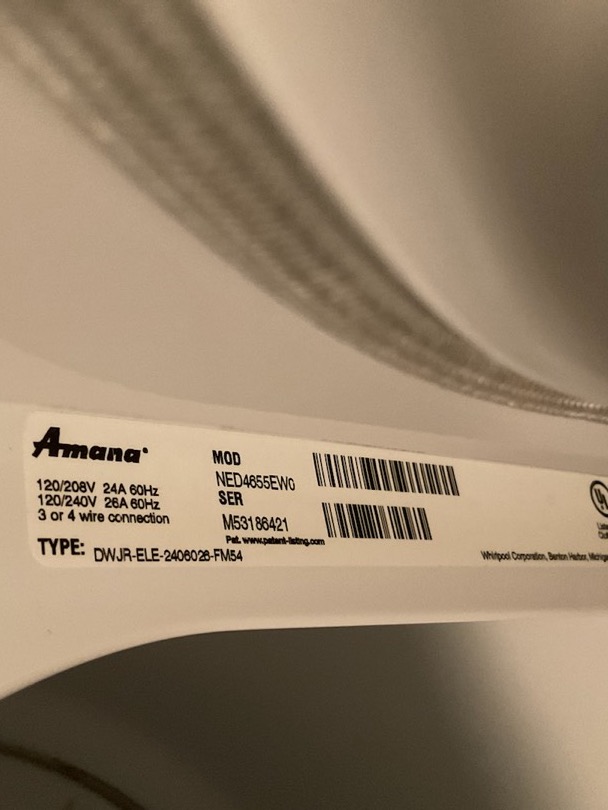 Amana
120/208V 24A 60Hz
120/240V 26A 60Hz
3 or 4 wire connection
TYPE: DWJR-ELE-2406026-FM54
MOD
NED4655EW0
SER
M53186421
Pat. www.patent-listing.com
UL
Whirlpool Corporation, Benton Harbor, Michigan